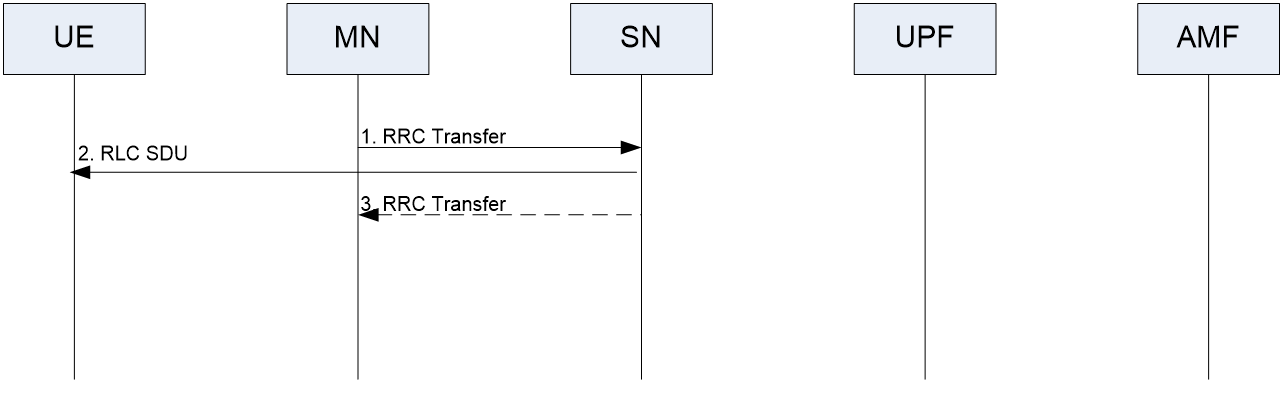 UE
MN
SN
UPF
AMF
1. RRC Transfer
2. RLC SDU
3. RRC Transfer